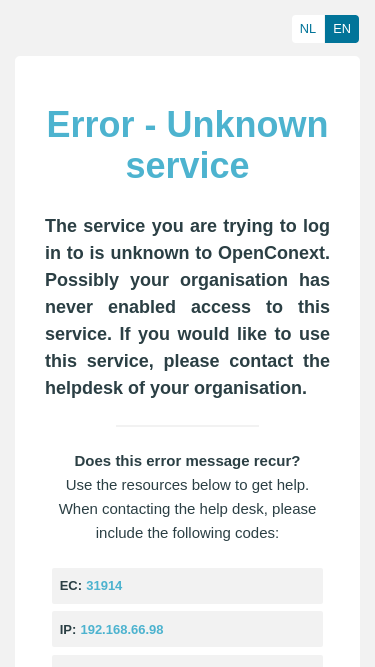 NL EN
Error - Unknown
service
The service you are trying to log
in to is unknown to OpenConext.
Possibly your organisation has
never enabled access to this
service. If you would like to use
this service, please contact the
helpdesk of your organisation.
Does this error message recur?
Use the resources below to get help.
When contacting the help desk, please
include the following codes:
EC: 31914
IP: 192.168.66.98